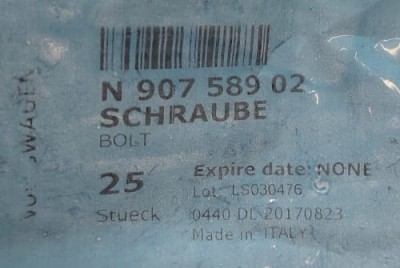 N 907 589 02
SCHRAUBE
BOLT
25
Expire date: NONE
Lot: LS030476
Stueck
0440 DL 20170823
Made in ITALY